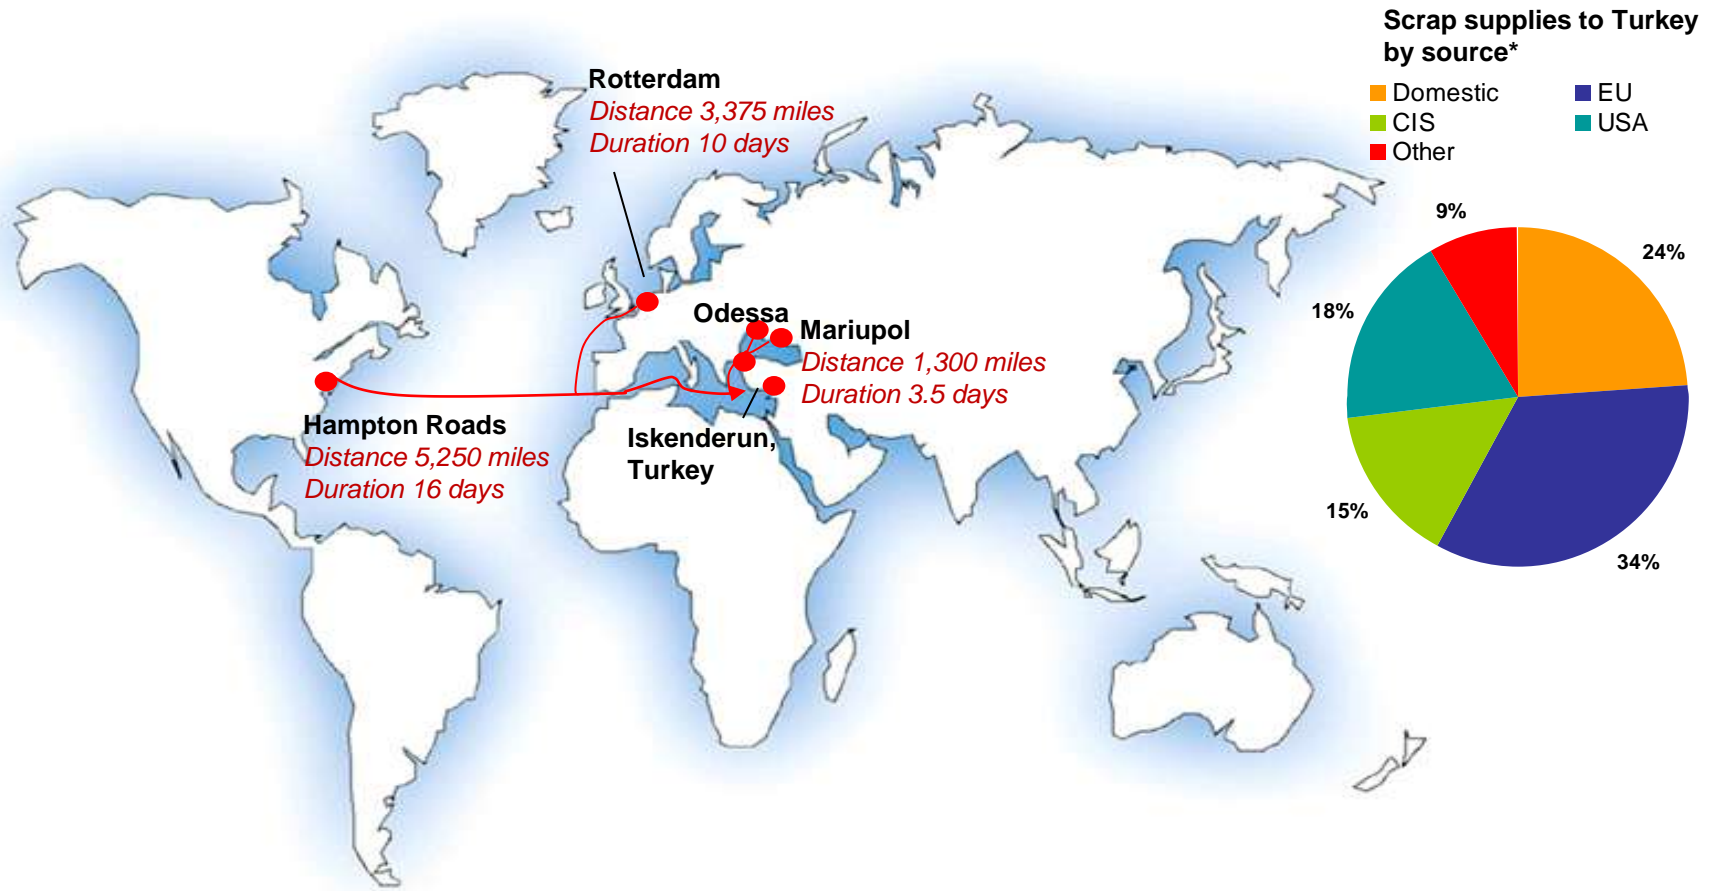 Scrap supplies to Turkey
by source*
Domestic
EU
CIS
USA
Other
9%
24%
18%
15%
34%
Rotterdam
Distance 3,375 miles
Duration 10 days
Odessa
Mariupol
Distance 1,300 miles
Duration 3.5 days
Hampton Roads
Distance 5,250 miles
Duration 16 days
Iskenderun,
Turkey